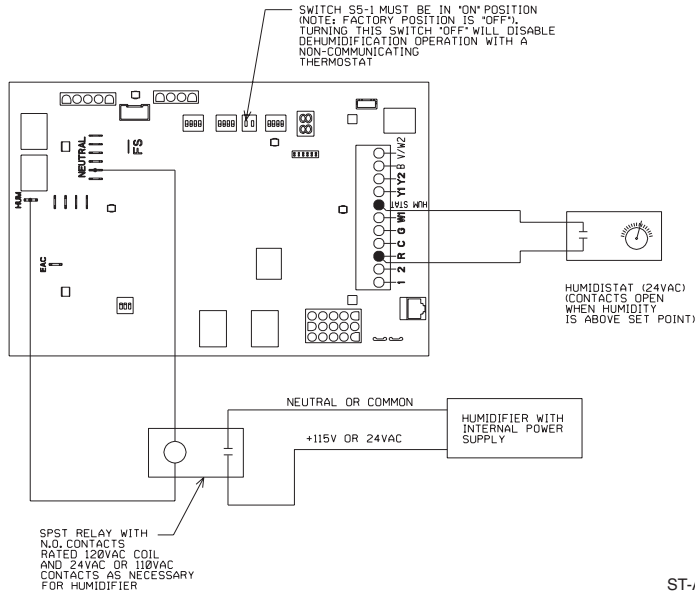 SWITCH S5-1 MUST BE IN "ON" POSITION
(NOTE: FACTORY POSITION IS "OFF").
TURNING THIS SWITCH "OFF" WILL DISABLE
DEHUMIDIFICATION OPERATION WITH A
NON-COMMUNICATING
THERMOSTAT
NEUTRAL
FS
HUM
EAC
V/W2
B
Y2
Y1
HUM STAT
W1
G
C
R
2
1
HUMIDISTAT (24VAC)
(CONTACTS OPEN
WHEN HUMIDITY
IS ABOVE SET POINT)
NEUTRAL OR COMMON
+115V OR 24VAC
HUMIDIFIER WITH
INTERNAL POWER
SUPPLY
SPST RELAY WITH
N.O. CONTACTS
RATED 120VAC COIL
AND 24VAC OR 110VAC
CONTACTS AS NECESSARY
FOR HUMIDIFIER